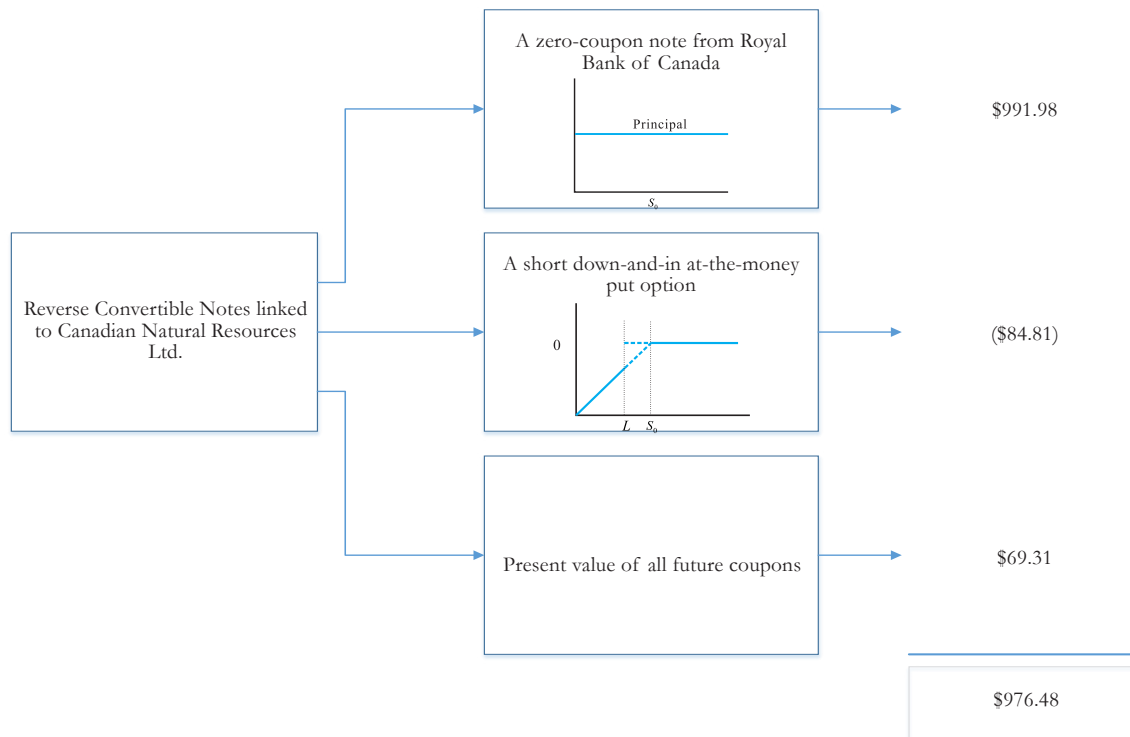 Reverse Convertible Notes linked
to Canadian Natural Resources
Ltd.
A zero-coupon note from Royal
Bank of Canada
Principal
S₀
$991.98
A short down-and-in at-the-money
put option
0
L S₀
($84.81)
Present value of all future coupons
$69.31
$976.48